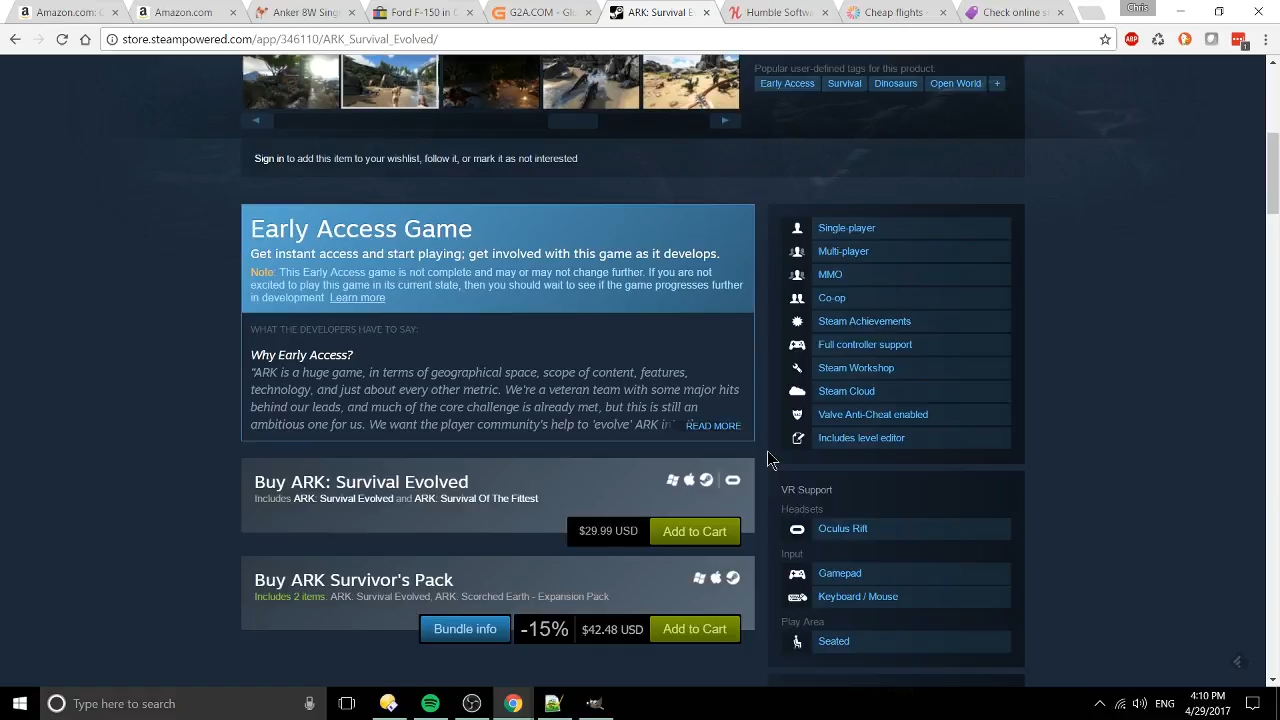 Amazon.com: C
Amazon.com
Anker 8W Sing
Ford F-150 in C
G2A.COM - Glo
ARK: Survival E
Humble Softwa
Cheap flights
Check online s
Chris
store.steampowered.com/app/346110/ARK_Survival_Evolved/
Popular user-defined tags for this product:
Early Access Survival Dinosaurs Open World +
Sign in to add this item to your wishlist, follow it, or mark it as not interested
Early Access Game
Get instant access and start playing; get involved with this game as it develops.
Note: This Early Access game is not complete and may or may not change further. If you are not
excited to play this game in its current state, then you should wait to see if the game progresses further
in development. Learn more
WHAT THE DEVELOPERS HAVE TO SAY:
Why Early Access?
"ARK is a huge game, in terms of geographical space, scope of content, features,
technology, and just about every other metric. We're a veteran team with some major hits
behind our leads, and much of the core challenge is already met, but this is still an
ambitious one for us. We want the player community's help to 'evolve' ARK in READ MORE
Buy ARK: Survival Evolved
Includes ARK: Survival Evolved and ARK: Survival Of The Fittest
$29.99 USD Add to Cart
Buy ARK Survivor's Pack
Includes 2 items: ARK: Survival Evolved, ARK: Scorched Earth - Expansion Pack
Bundle info -15% $42.48 USD Add to Cart
Single-player
Multi-player
MMO
Co-op
Steam Achievements
Full controller support
Steam Workshop
Steam Cloud
Valve Anti-Cheat enabled
Includes level editor
VR Support
Headsets
Oculus Rift
Input
Gamepad
Keyboard / Mouse
Play Area
Seated
Type here to search
ENG
4:10 PM
4/29/2017